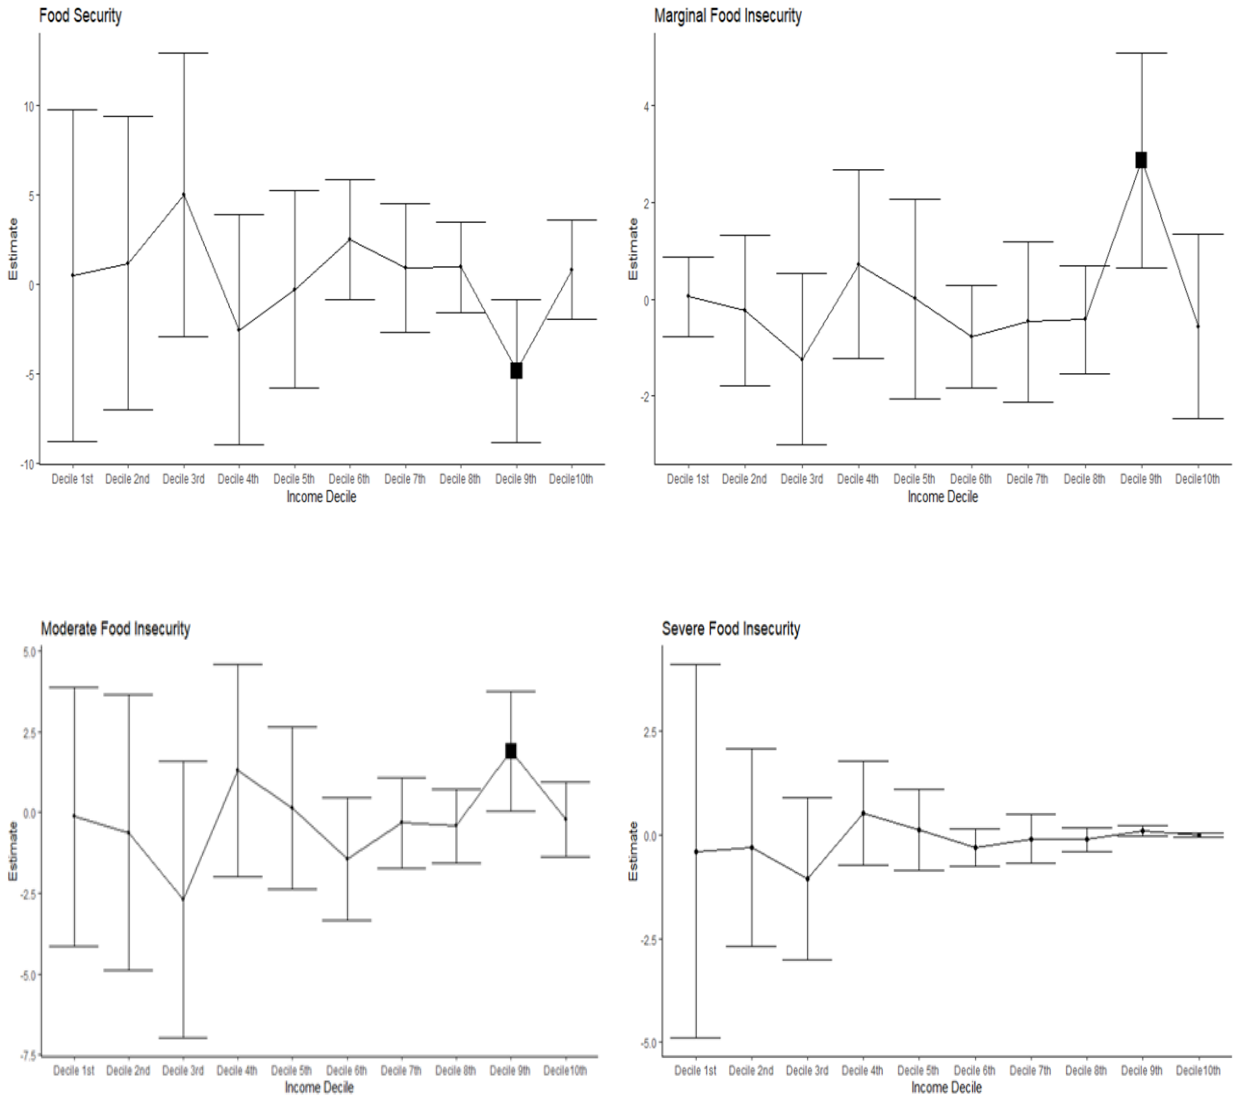 Food Security
10
5
0
-5
-10
Estimate
Decile 1st Decile 2nd Decile 3rd Decile 4th Decile 5th Decile 6th Decile 7th Decile 8th Decile 9th Decile10th
Income Decile
Marginal Food Insecurity
4
2
0
-2
Estimate
Decile 1st Decile 2nd Decile 3rd Decile 4th Decile 5th Decile 6th Decile 7th Decile 8th Decile 9th Decile10th
Income Decile
Moderate Food Insecurity
5.0
2.5
0.0
-2.5
-5.0
-7.5
Estimate
Decile 1st Decile 2nd Decile 3rd Decile 4th Decile 5th Decile 6th Decile 7th Decile 8th Decile 9th Decile10th
Income Decile
Severe Food Insecurity
2.5
0.0
-2.5
-5.0
Estimate
Decile 1st Decile 2nd Decile 3rd Decile 4th Decile 5th Decile 6th Decile 7th Decile 8th Decile 9th Decile10th
Income Decile